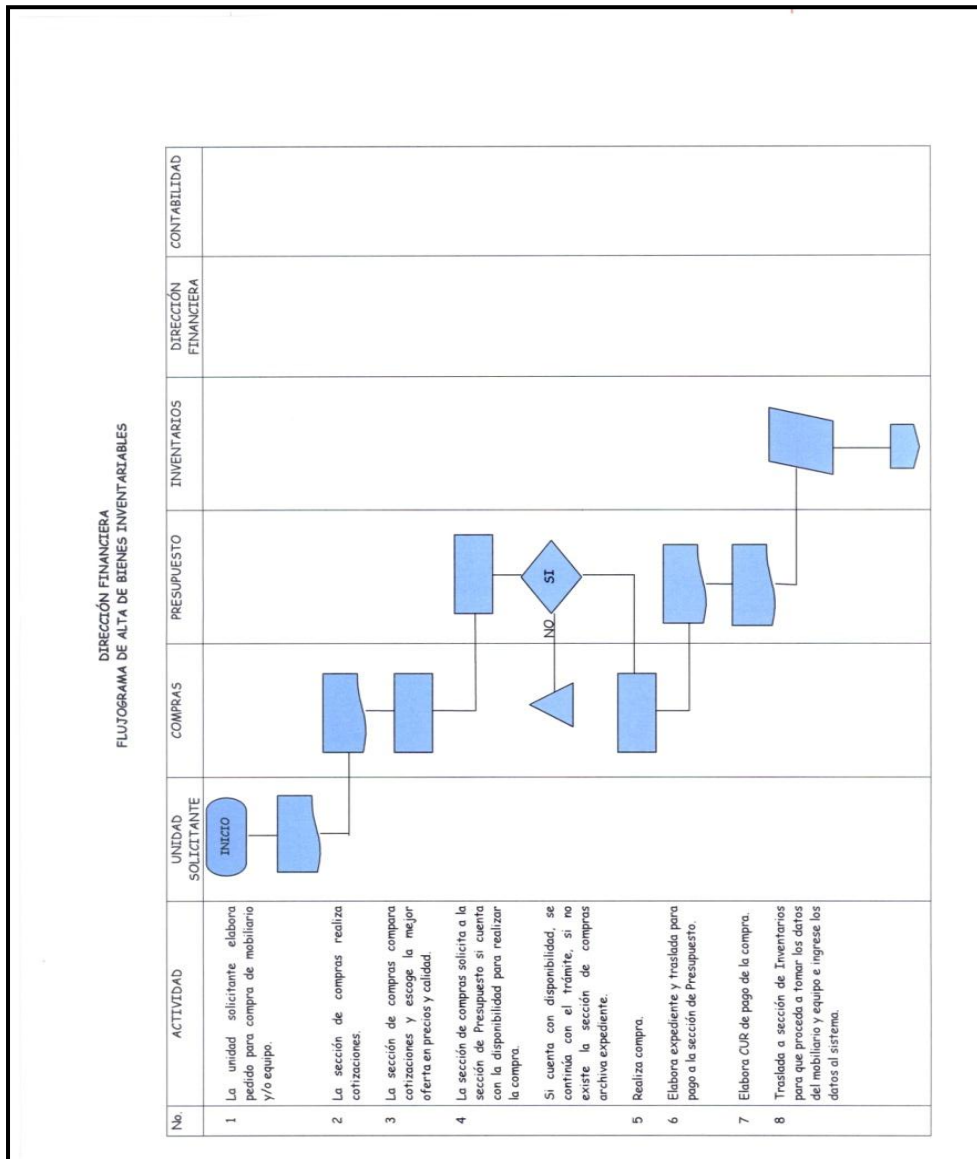 DIRECCIÓN FINANCIERA
FLUJOGRAMA DE ALTA DE BIENES INVENTARIABLES
No.
ACTIVIDAD
UNIDAD
SOLICITANTE
COMPRAS
PRESUPUESTO
INVENTARIOS
DIRECCIÓN
FINANCIERA
CONTABILIDAD
1
La unidad solicitante elabora
pedido para compra de mobiliario
y/o equipo.
INICIO
2
La sección de compras realiza
cotizaciones.
3
La sección de compras compara
cotizaciones y escoge la mejor
oferta en precios y calidad.
4
La sección de compras solicita a la
sección de Presupuesto si cuenta
con la disponibilidad para realizar
la compra.
Si cuenta con disponibilidad, se
continúa con el trámite, si no
existe la sección de compras
archiva expediente.
NO
SI
5
Realiza compra.
6
Elabora expediente y traslada para
pago a la sección de Presupuesto.
7
Elabora CUR de pago de la compra.
8
Traslada a sección de Inventarios
para que proceda a tomar los datos
del mobiliario y equipo e ingrese los
datos al sistema.